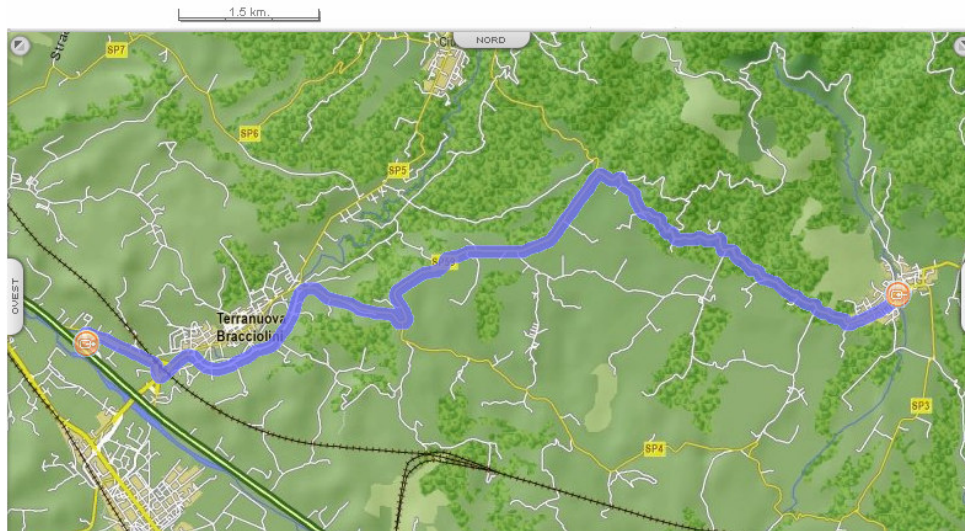 1.5 km.
NORD
SP7
SP6
SP5
OVEST
Terranuova
Bracciolini
SP3
SP4